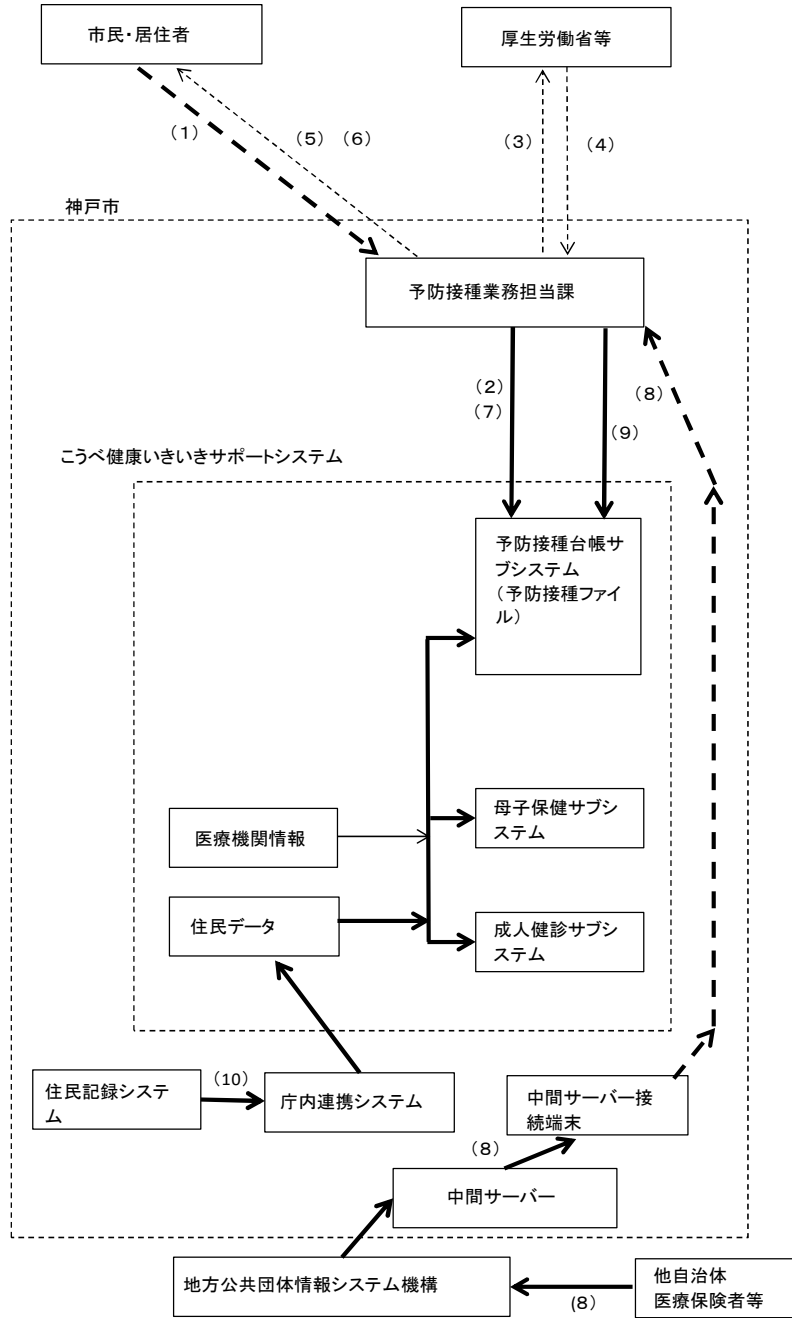 市民・居住者
厚生労働省等
（1）
（5）（6）
（3）
（4）
神戸市
予防接種業務担当課
（2）
（7）
（8）
（9）
こうべ健康いきいきサポートシステム
予防接種台帳サ
ブシステム
（予防接種ファイ
ル）
医療機関情報
母子保健サブシ
ステム
住民データ
成人健診サブシ
ステム
住民記録システ
ム
（10）
庁内連携システム
中間サーバー接
続端末
（8）
中間サーバー
地方公共団体情報システム機構
（8）
他自治体
医療保険者等